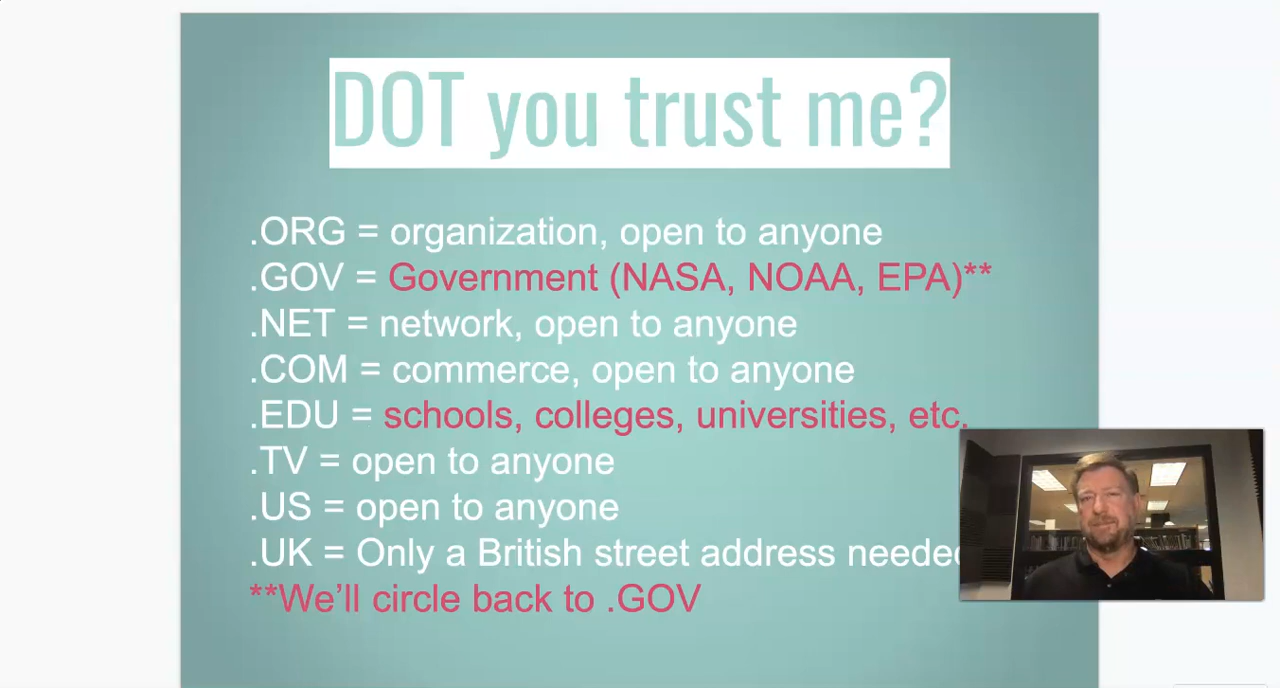 DOT you trust me?
.ORG = organization, open to anyone
.GOV = Government (NASA, NOAA, EPA)**
.NET = network, open to anyone
.COM = commerce, open to anyone
.EDU = schools, colleges, universities, etc.
.TV = open to anyone
.US = open to anyone
.UK = Only a British street address needed
**We’ll circle back to .GOV